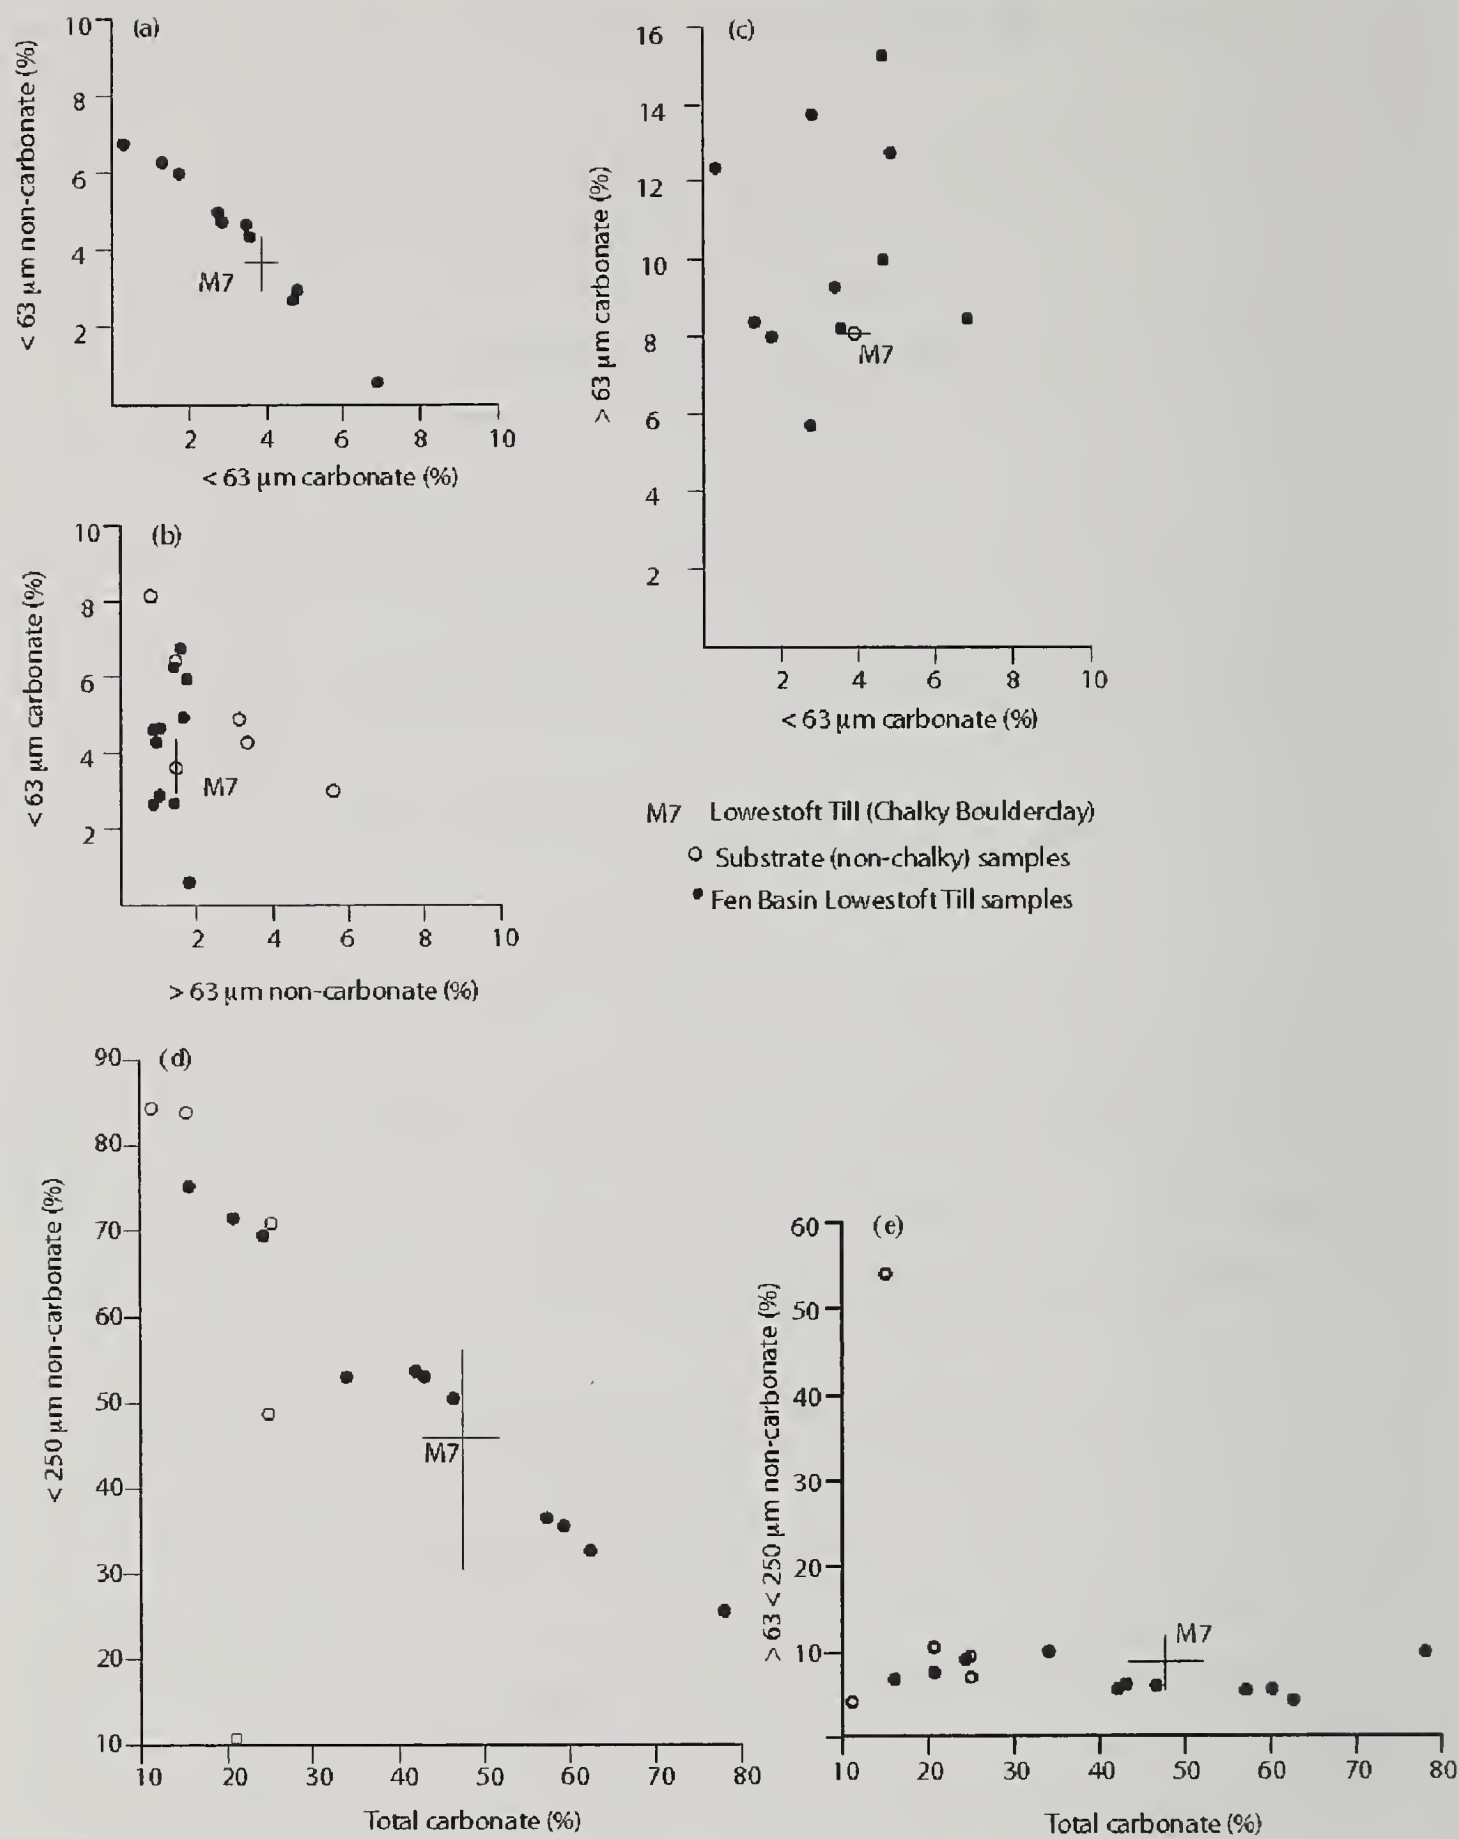 (a)
10
8
6
4
2
M7
< 63 µm non-carbonate (%)
2 4 6 8 10
< 63 µm carbonate (%)
(b)
10
8
6
4
2
M7
< 63 µm carbonate (%)
2 4 6 8 10
> 63 µm non-carbonate (%)
(c)
16
14
12
10
8
6
4
2
M7
> 63 µm carbonate (%)
2 4 6 8 10
< 63 µm carbonate (%)
M7 Lowestoft Till (Chalky Boulderclay)
Substrate (non-chalky) samples
Fen Basin Lowestoft Till samples
(d)
90
80
70
60
50
40
30
20
10
M7
< 250 µm non-carbonate (%)
10 20 30 40 50 60 70 80
Total carbonate (%)
(e)
60
50
40
30
20
10
M7
> 63 < 250 µm non-carbonate (%)
10 20 30 40 50 60 70 80
Total carbonate (%)